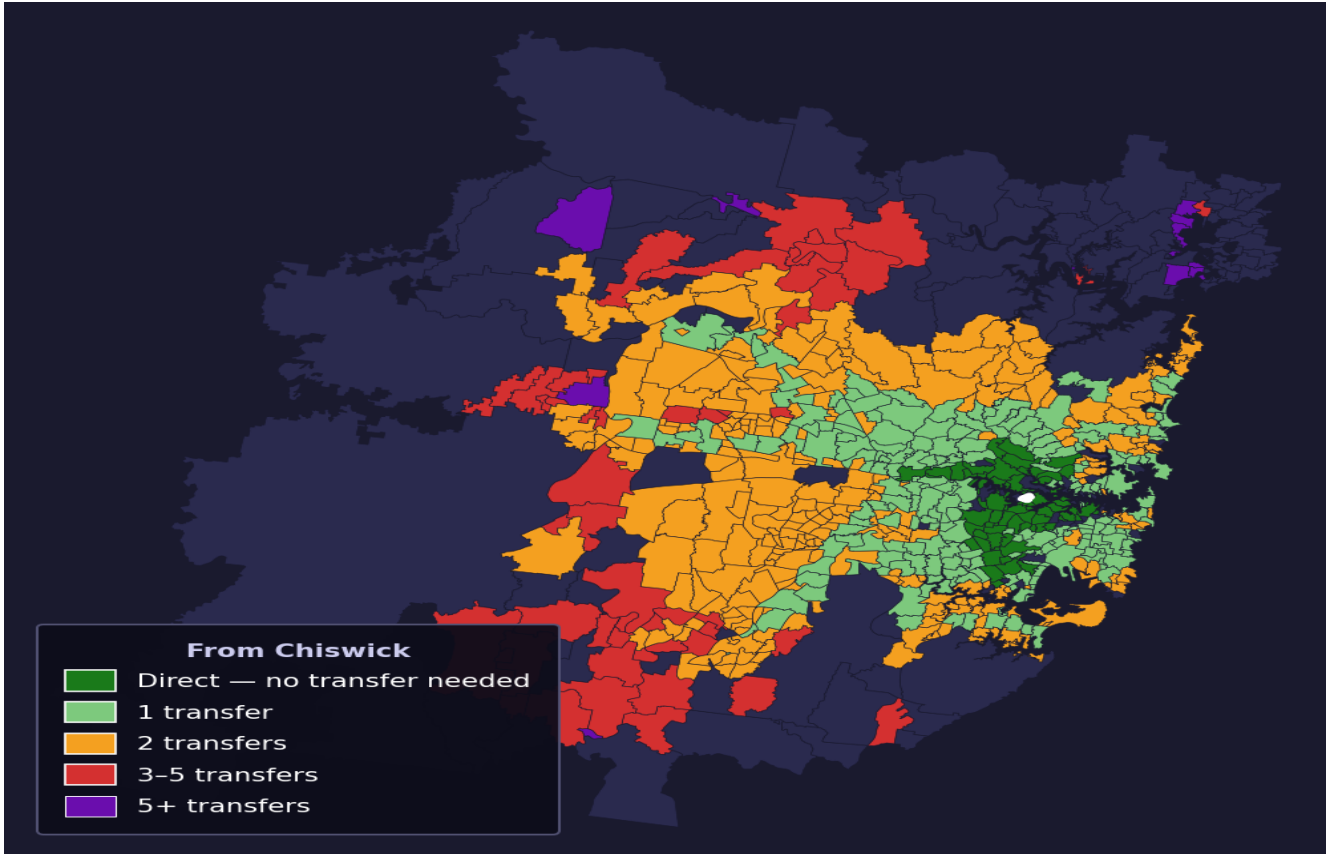 From Chiswick
Direct — no transfer needed
1 transfer
2 transfers
3–5 transfers
5+ transfers